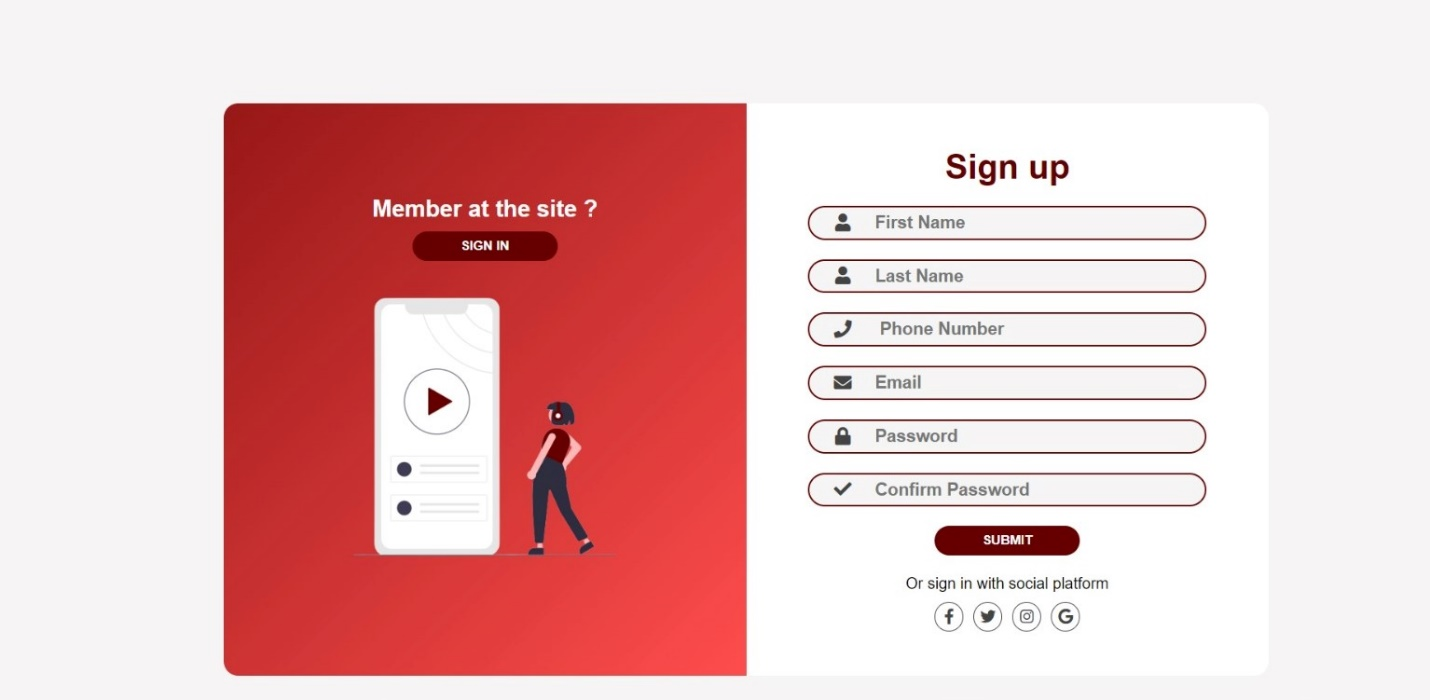 Member at the site ?
SIGN IN
Sign up
First Name
Last Name
Phone Number
Email
Password
Confirm Password
SUBMIT
Or sign in with social platform